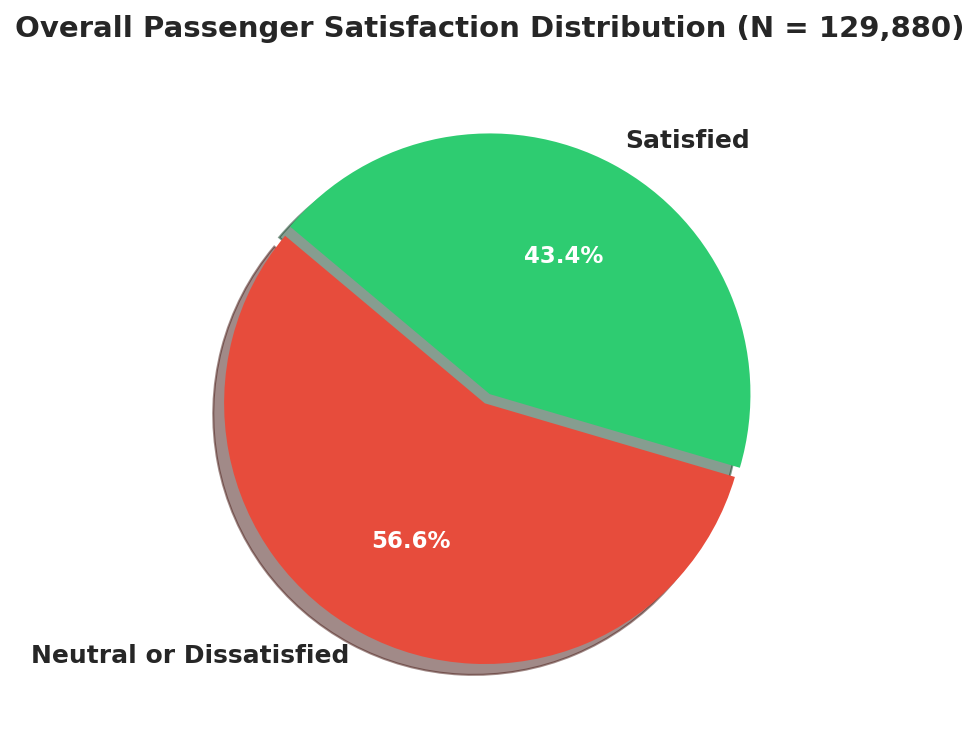 Overall Passenger Satisfaction Distribution (N = 129,880)
Satisfied
43.4%
56.6%
Neutral or Dissatisfied